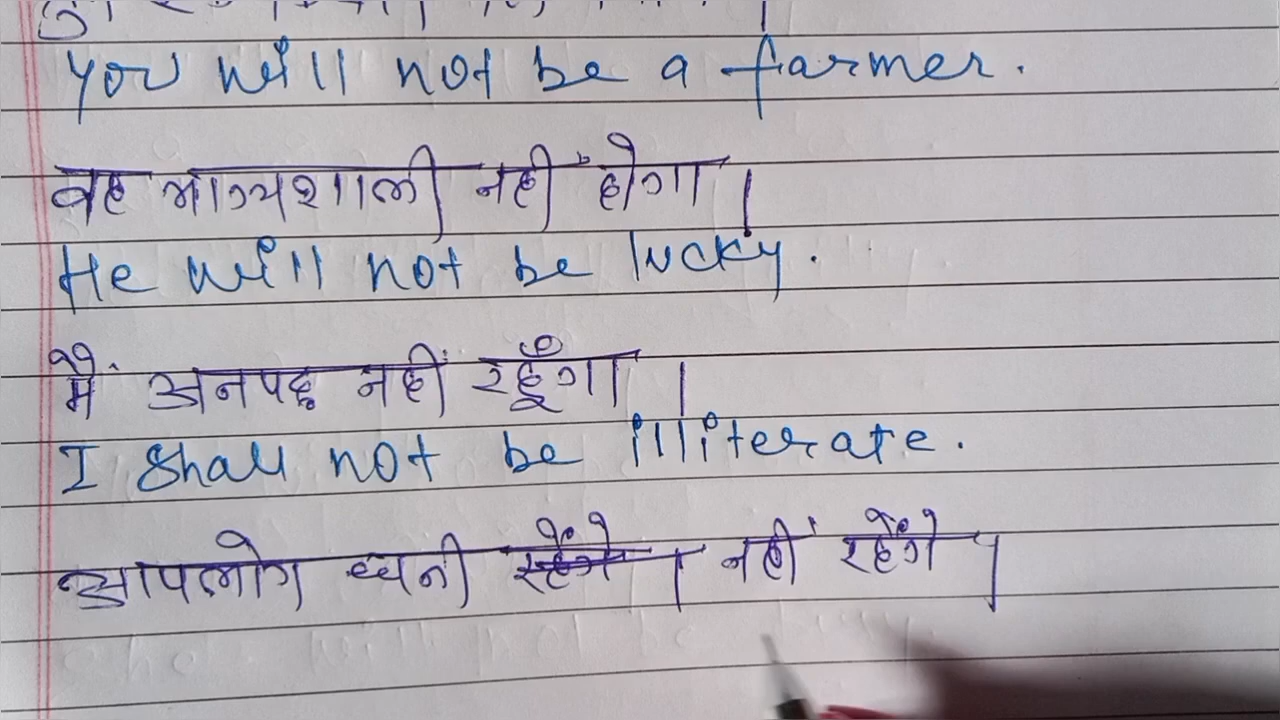 You will not be a farmer.
वह भाग्यशाली नहीं होगा।
He will not be lucky.
मैं अनपढ़ नहीं रहूँगा।
I shall not be illiterate.
आपलोग ध्वनी रहेंगे। नहीं रहेंगे।